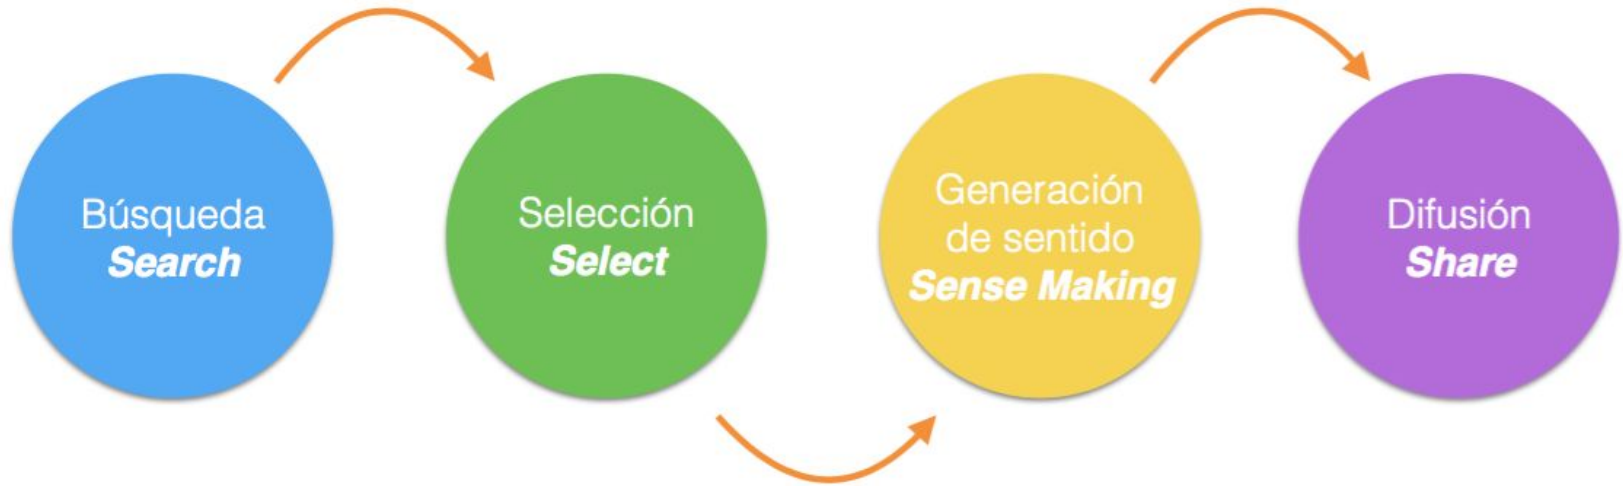 Búsqueda
Search
Selección
Select
Generación
de sentido
Sense Making
Difusión
Share